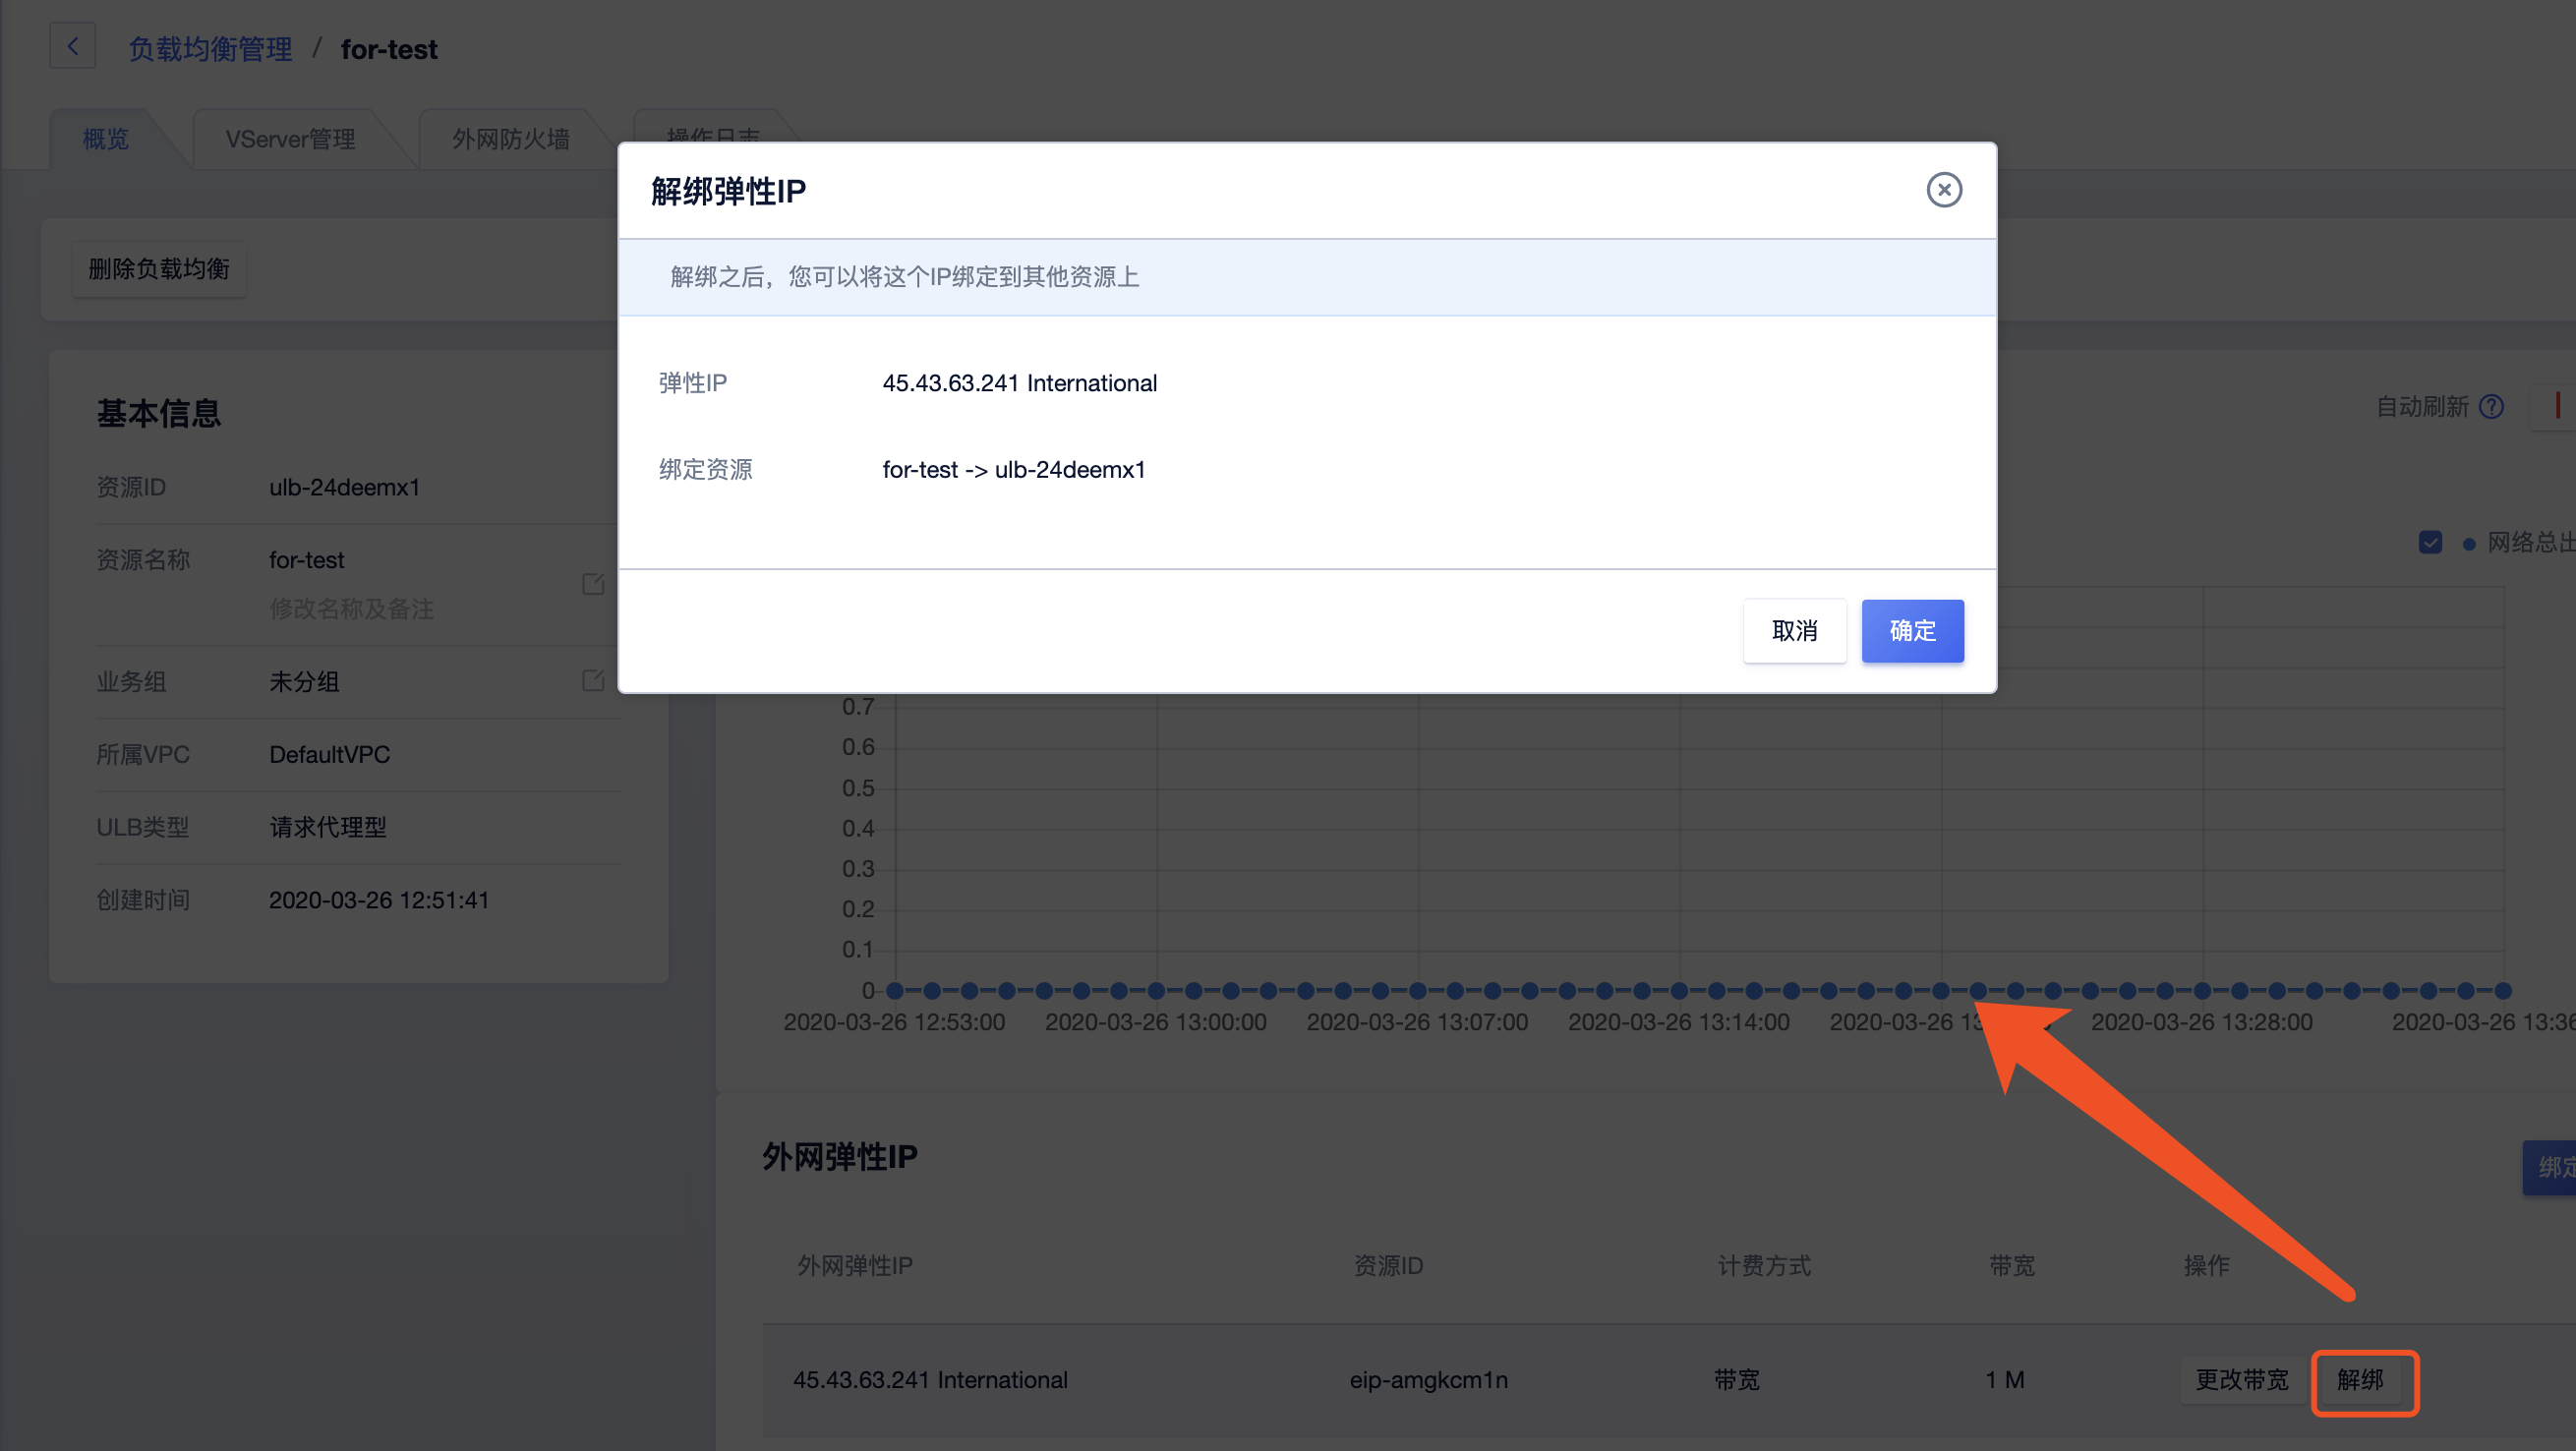 负载均衡管理 / for-test
概览 VServer管理 外网防火墙 操作日志
解绑弹性IP
解绑之后，您可以将这个IP绑定到其他资源上
弹性IP 45.43.63.241 International
绑定资源 for-test -> ulb-24deemx1
取消 确定
删除负载均衡
基本信息
资源ID ulb-24deemx1
资源名称 for-test
修改名称及备注
业务组 未分组
所属VPC DefaultVPC
ULB类型 请求代理型
创建时间 2020-03-26 12:51:41
自动刷新
网络总出
0.7
0.6
0.5
0.4
0.3
0.2
0.1
0
2020-03-26 12:53:00 2020-03-26 13:00:00 2020-03-26 13:07:00 2020-03-26 13:14:00 2020-03-26 2020-03-26 13:28:00 2020-03-26 13:36
外网弹性IP
绑定
外网弹性IP 资源ID 计费方式 带宽 操作
45.43.63.241 International eip-amgkcm1n 带宽 1 M 更改带宽 解绑